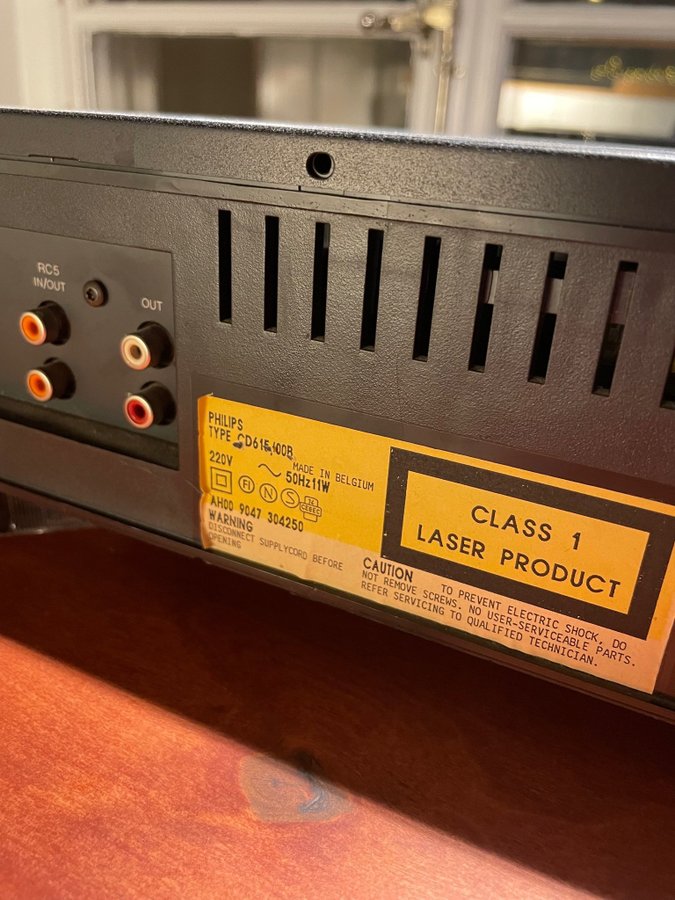 RC5
IN/OUT
OUT
PHILIPS
TYPE CD615/00B
220V
MADE IN BELGIUM
50Hz11W
FI
N
S
CEBEC
AH00 9047 304250
WARNING
DISCONNECT SUPPLYCORD BEFORE
OPENING
CLASS 1
LASER PRODUCT
CAUTION TO PREVENT ELECTRIC SHOCK, DO
NOT REMOVE SCREWS. NO USER-SERVICEABLE PARTS.
REFER SERVICING TO QUALIFIED TECHNICIAN.